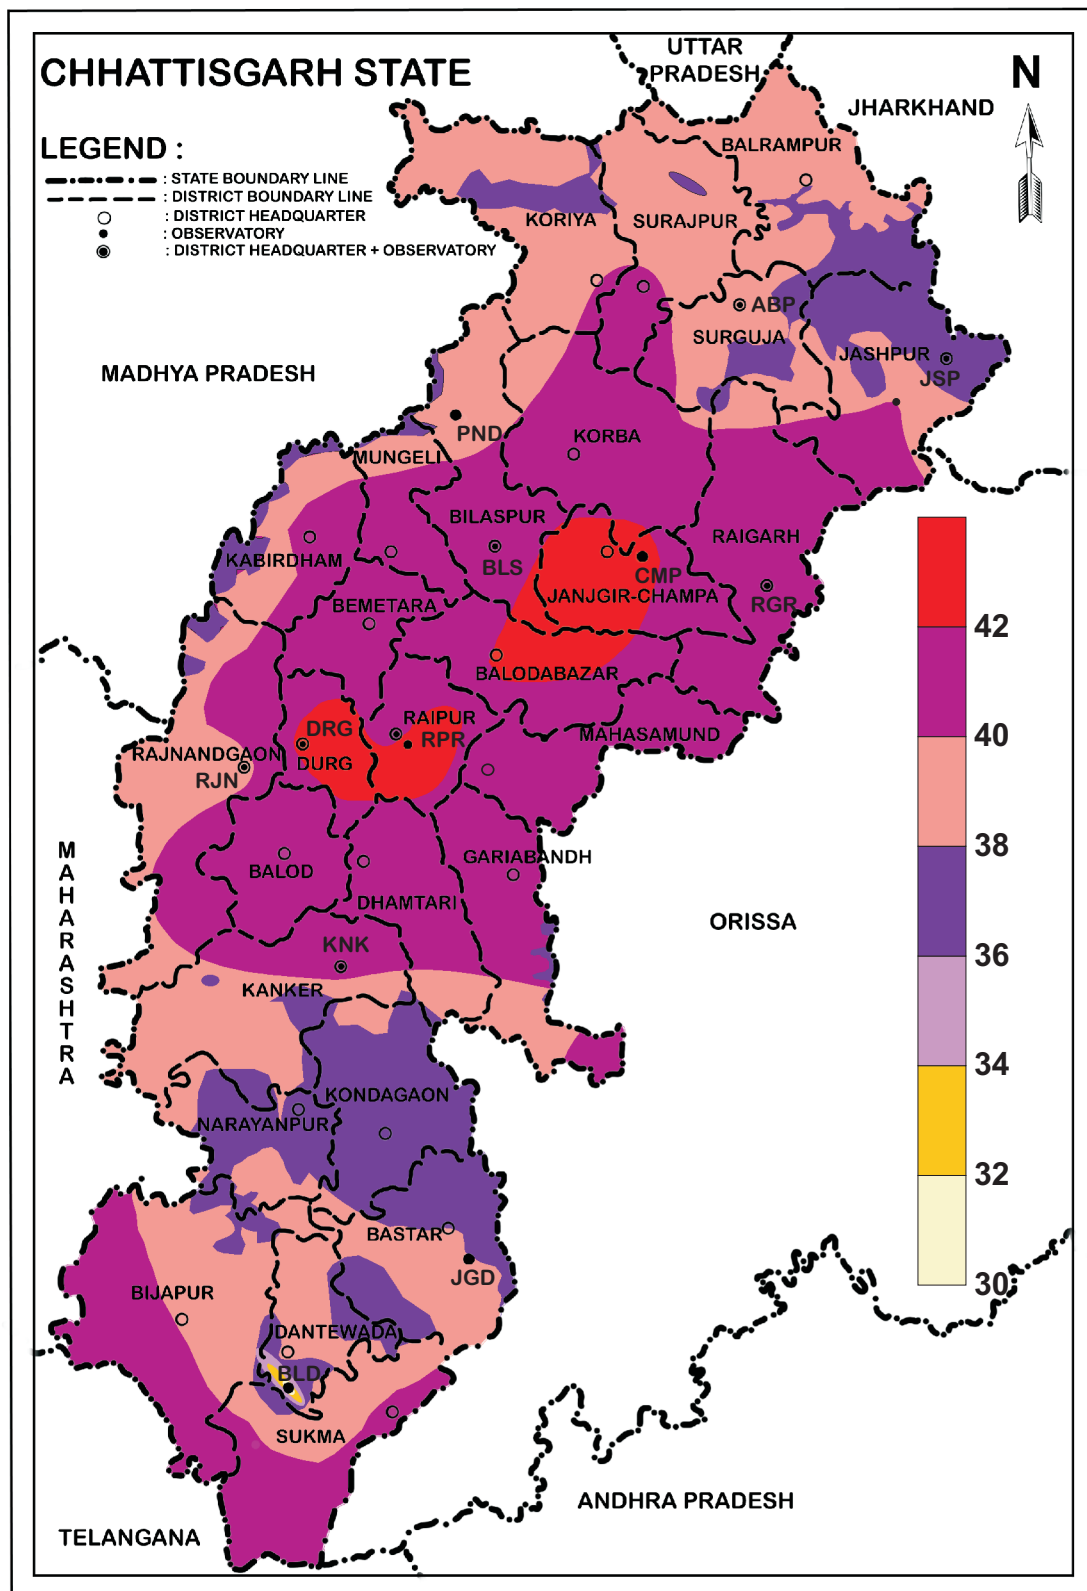 UTTAR
PRADESH
CHHATTISGARH STATE
N
JHARKHAND
LEGEND :
: STATE BOUNDARY LINE
: DISTRICT BOUNDARY LINE
: DISTRICT HEADQUARTER
: OBSERVATORY
: DISTRICT HEADQUARTER + OBSERVATORY
BALRAMPUR
KORIYA
SURAJPUR
ABP
SURGUJA
JASHPUR
JSP
MADHYA PRADESH
PND
KORBA
MUNGELI
BILASPUR
RAIGARH
KABIRDHAM
BLS
CMP
JANJGIR-CHAMPA
RGR
BEMETARA
42
BALODABAZAR
DRG
RAIPUR
RPR
MAHASAMUND
40
RAJNANDGAON
RJN
DURG
38
MAHARASHTRA
BALOD
GARIABANDH
DHAMTARI
ORISSA
KNK
36
KANKER
34
KONDAGAON
NARAYANPUR
32
BASTAR
JGD
30
BIJAPUR
DANTEWADA
BLD
SUKMA
ANDHRA PRADESH
TELANGANA